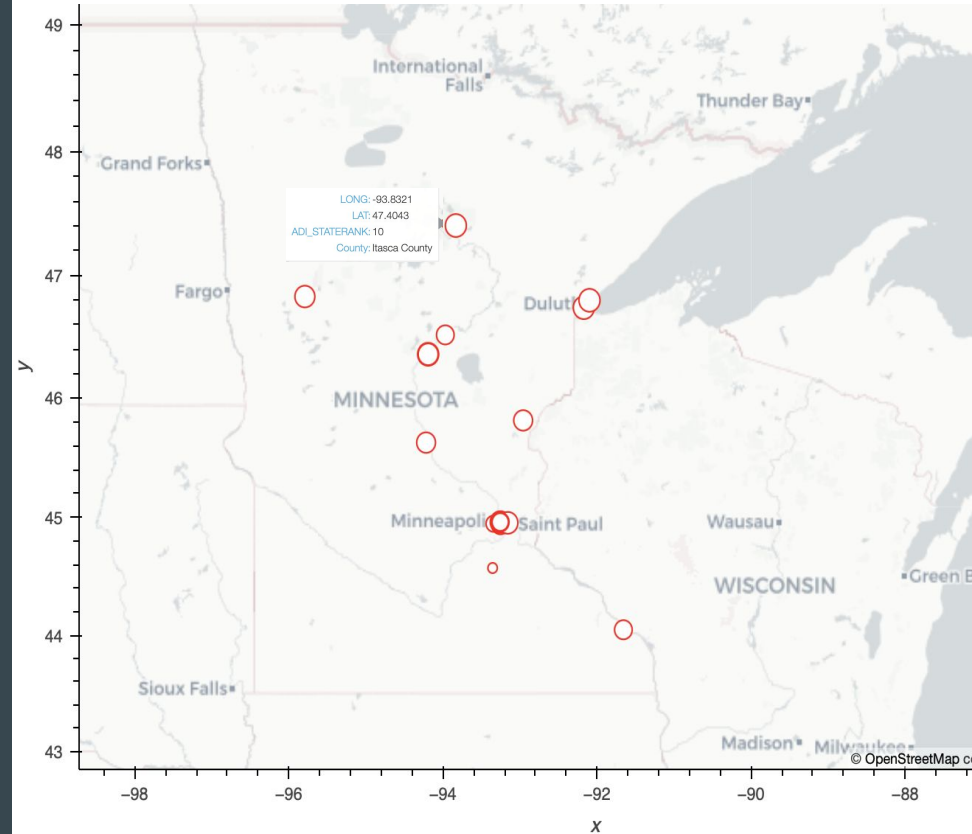 49
International
Falls
Thunder Bay
48
Grand Forks
LONG: -93.8321
LAT: 47.4043
ADI_STATERANK: 10
County: Itasca County
47
Fargo
Dulut
y
46
MINNESOTA
45
Minneapoli
Saint Paul
Wausau
WISCONSIN
Green B
44
Sioux Falls
43
Madison
Milwaukee
© OpenStreetMap co
−98
−96
−94
−92
−90
−88
x